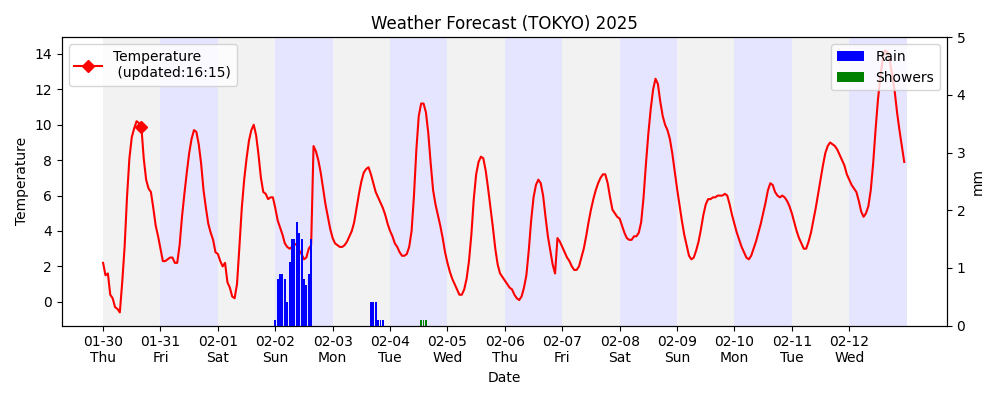 Weather Forecast (TOKYO) 2025
Temperature
(updated:16:15)
Rain
Showers
Temperature
14
12
10
8
6
4
2
0
5
4
3
2
1
0
mm
01-30 01-31 02-01 02-02 02-03 02-04 02-05 02-06 02-07 02-08 02-09 02-10 02-11 02-12
Thu Fri Sat Sun Mon Tue Wed Thu Fri Sat Sun Mon Tue Wed
Date